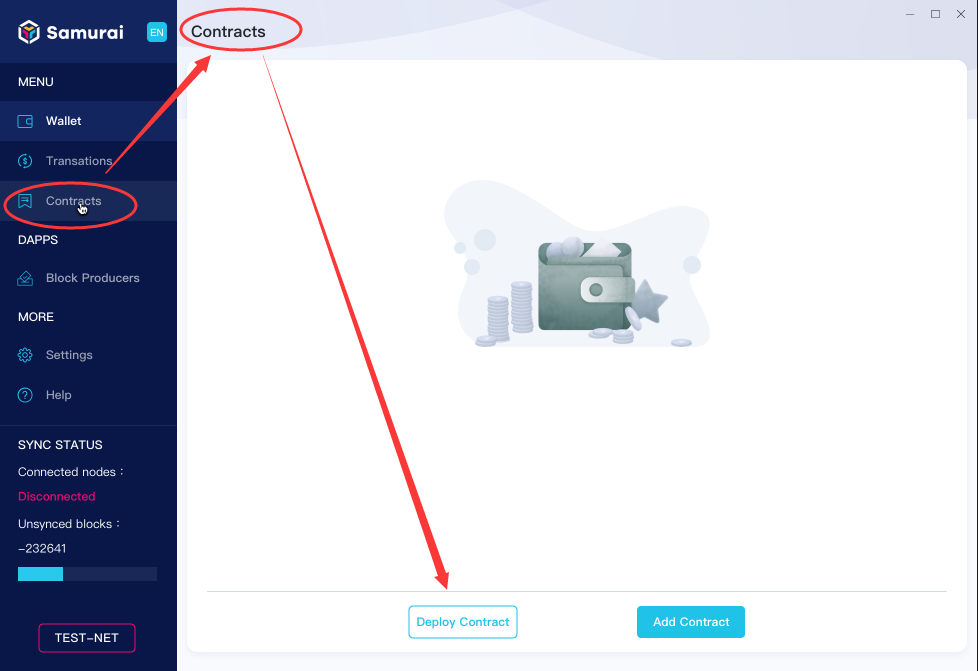 Samurai
EN
Contracts
MENU
Wallet
Transations
Contracts
DAPPS
Block Producers
MORE
Settings
Help
SYNC STATUS
Connected nodes :
Disconnected
Unsynced blocks :
-232641
TEST-NET
Deploy Contract
Add Contract